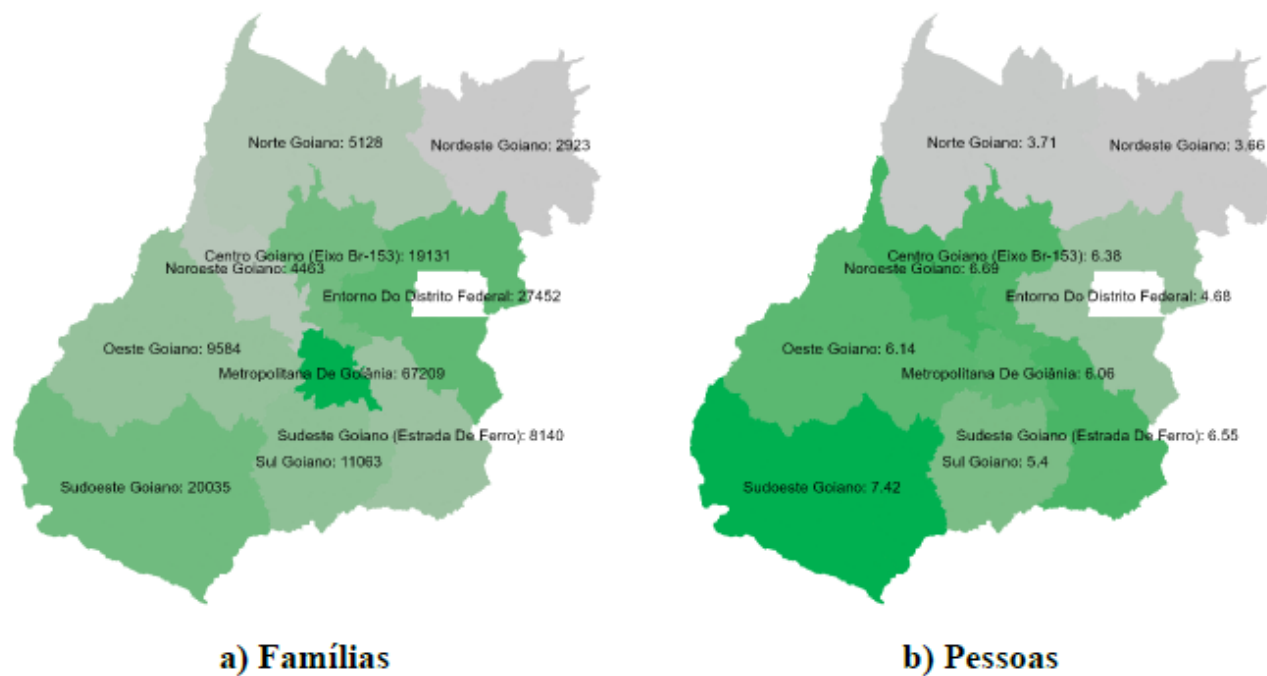 Norte Goiano: 5128
Nordeste Goiano: 2923
Centro Goiano (Eixo Br-153): 19131
Noroeste Goiano: 4463
Entorno Do Distrito Federal: 27452
Oeste Goiano: 9584
Metropolitana De Goiânia: 67209
Sudeste Goiano (Estrada De Ferro): 8140
Sul Goiano: 11063
Sudoeste Goiano: 20035
a) Famílias
Norte Goiano: 3.71
Nordeste Goiano: 3.66
Centro Goiano (Eixo Br-153): 6.38
Noroeste Goiano: 6.69
Entorno Do Distrito Federal: 4.68
Oeste Goiano: 6.14
Metropolitana De Goiânia: 6.06
Sudeste Goiano (Estrada De Ferro): 6.55
Sul Goiano: 5.4
Sudoeste Goiano: 7.42
b) Pessoas